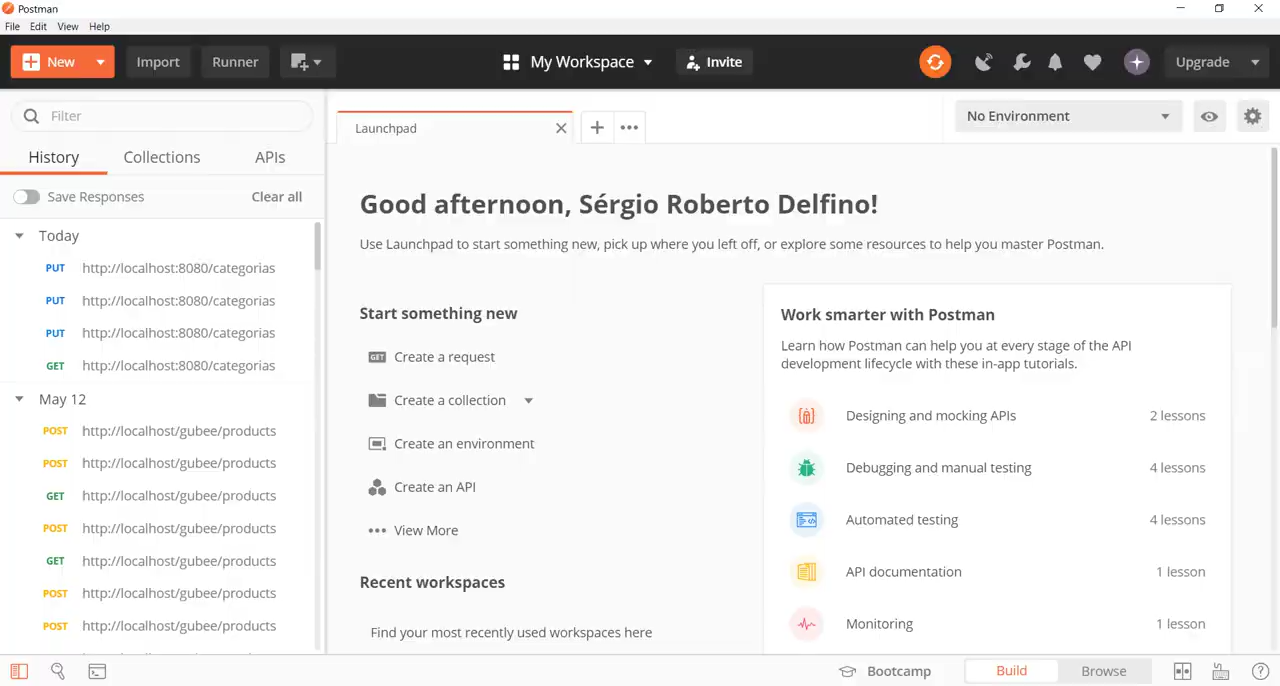 Postman
File Edit View Help
New Import Runner My Workspace Invite Upgrade
Filter
Launchpad
No Environment
History Collections APIs
Save Responses Clear all
Today
PUT http://localhost:8080/categorias
PUT http://localhost:8080/categorias
PUT http://localhost:8080/categorias
GET http://localhost:8080/categorias
May 12
POST http://localhost/gubee/products
POST http://localhost/gubee/products
GET http://localhost/gubee/products
POST http://localhost/gubee/products
GET http://localhost/gubee/products
POST http://localhost/gubee/products
POST http://localhost/gubee/products
Good afternoon, Sérgio Roberto Delfino!
Use Launchpad to start something new, pick up where you left off, or explore some resources to help you master Postman.
Start something new
GET Create a request
Create a collection
Create an environment
Create an API
View More
Recent workspaces
Find your most recently used workspaces here
Work smarter with Postman
Learn how Postman can help you at every stage of the API
development lifecycle with these in-app tutorials.
Designing and mocking APIs 2 lessons
Debugging and manual testing 4 lessons
Automated testing 4 lessons
API documentation 1 lesson
Monitoring 1 lesson
Bootcamp Build Browse